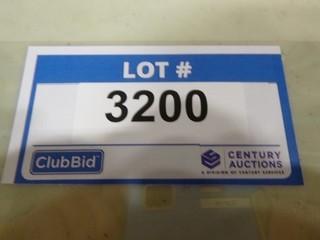 LOT #
3200
ClubBid
CENTURY
AUCTIONS
A DIVISION OF CENTURY SERVICES